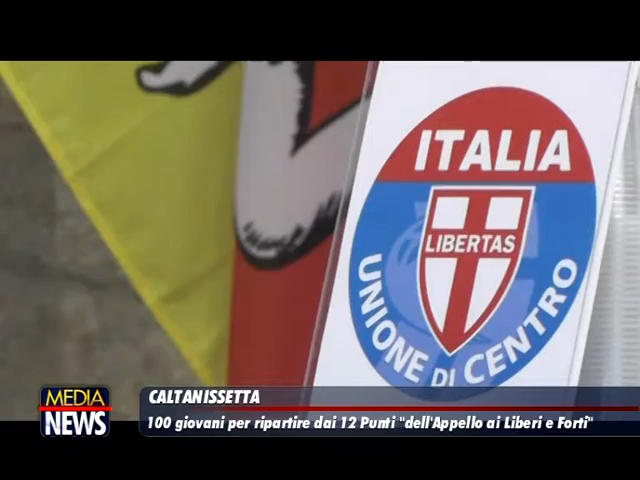 ITALIA
LIBERTAS
UNIONE DI CENTRO
MEDIA
NEWS
CALTANISSETTA
100 giovani per ripartire dai 12 Punti "dell'Appello ai Liberi e Forti"